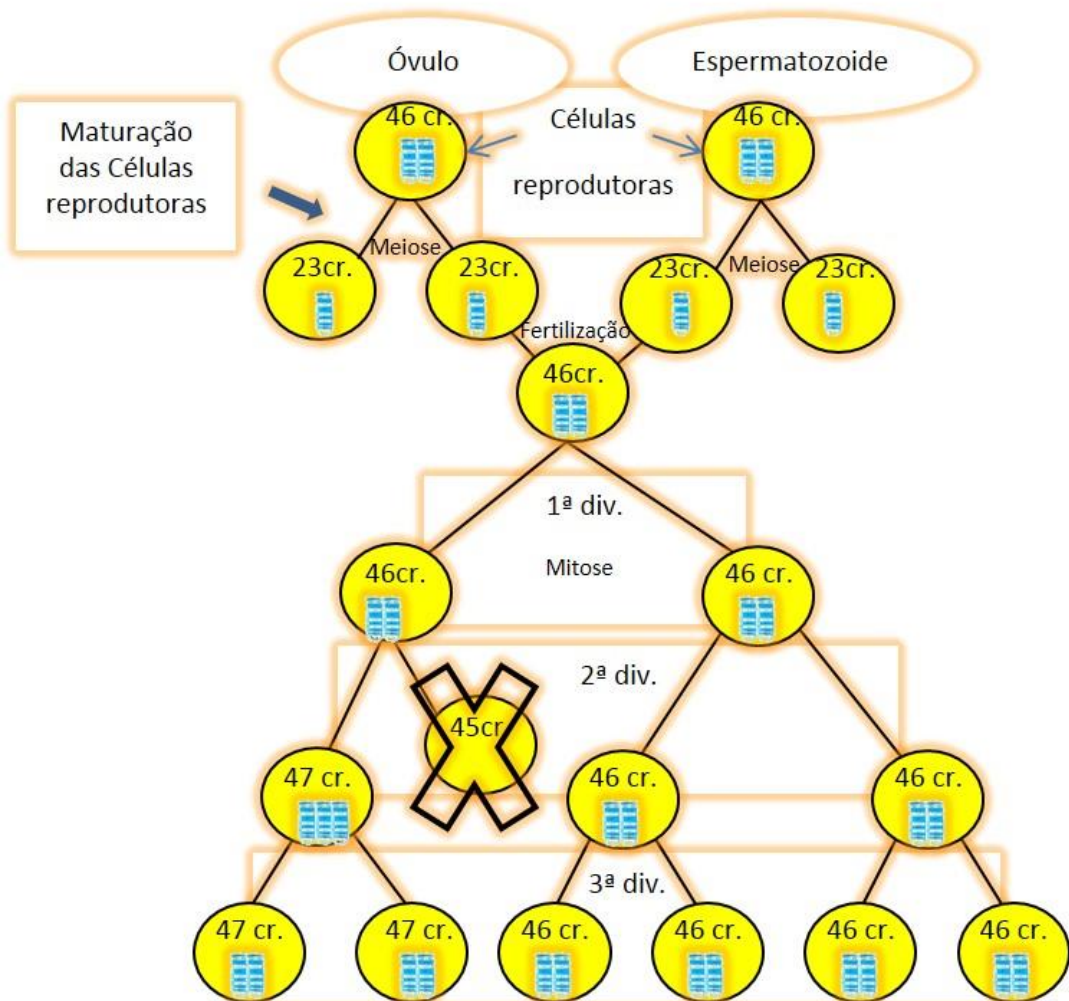 Óvulo
Espermatozoide
Maturação
das Células
reprodutoras
46 cr.
Células
46 cr.
reprodutoras
Meiose
Meiose
23cr.
23cr.
23cr.
23cr.
Fertilização
46cr.
1ª div.
46cr.
Mitose
46 cr.
2ª div.
45cr
47 cr.
46 cr.
46 cr.
3ª div.
47 cr.
47 cr.
46 cr.
46 cr.
46 cr.
46 cr.